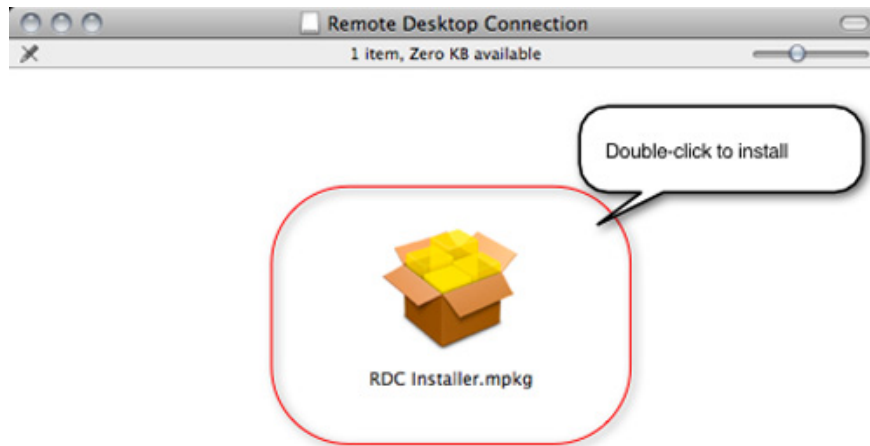 Remote Desktop Connection
1 item, Zero KB available
Double-click to install
RDC Installer.mpkg